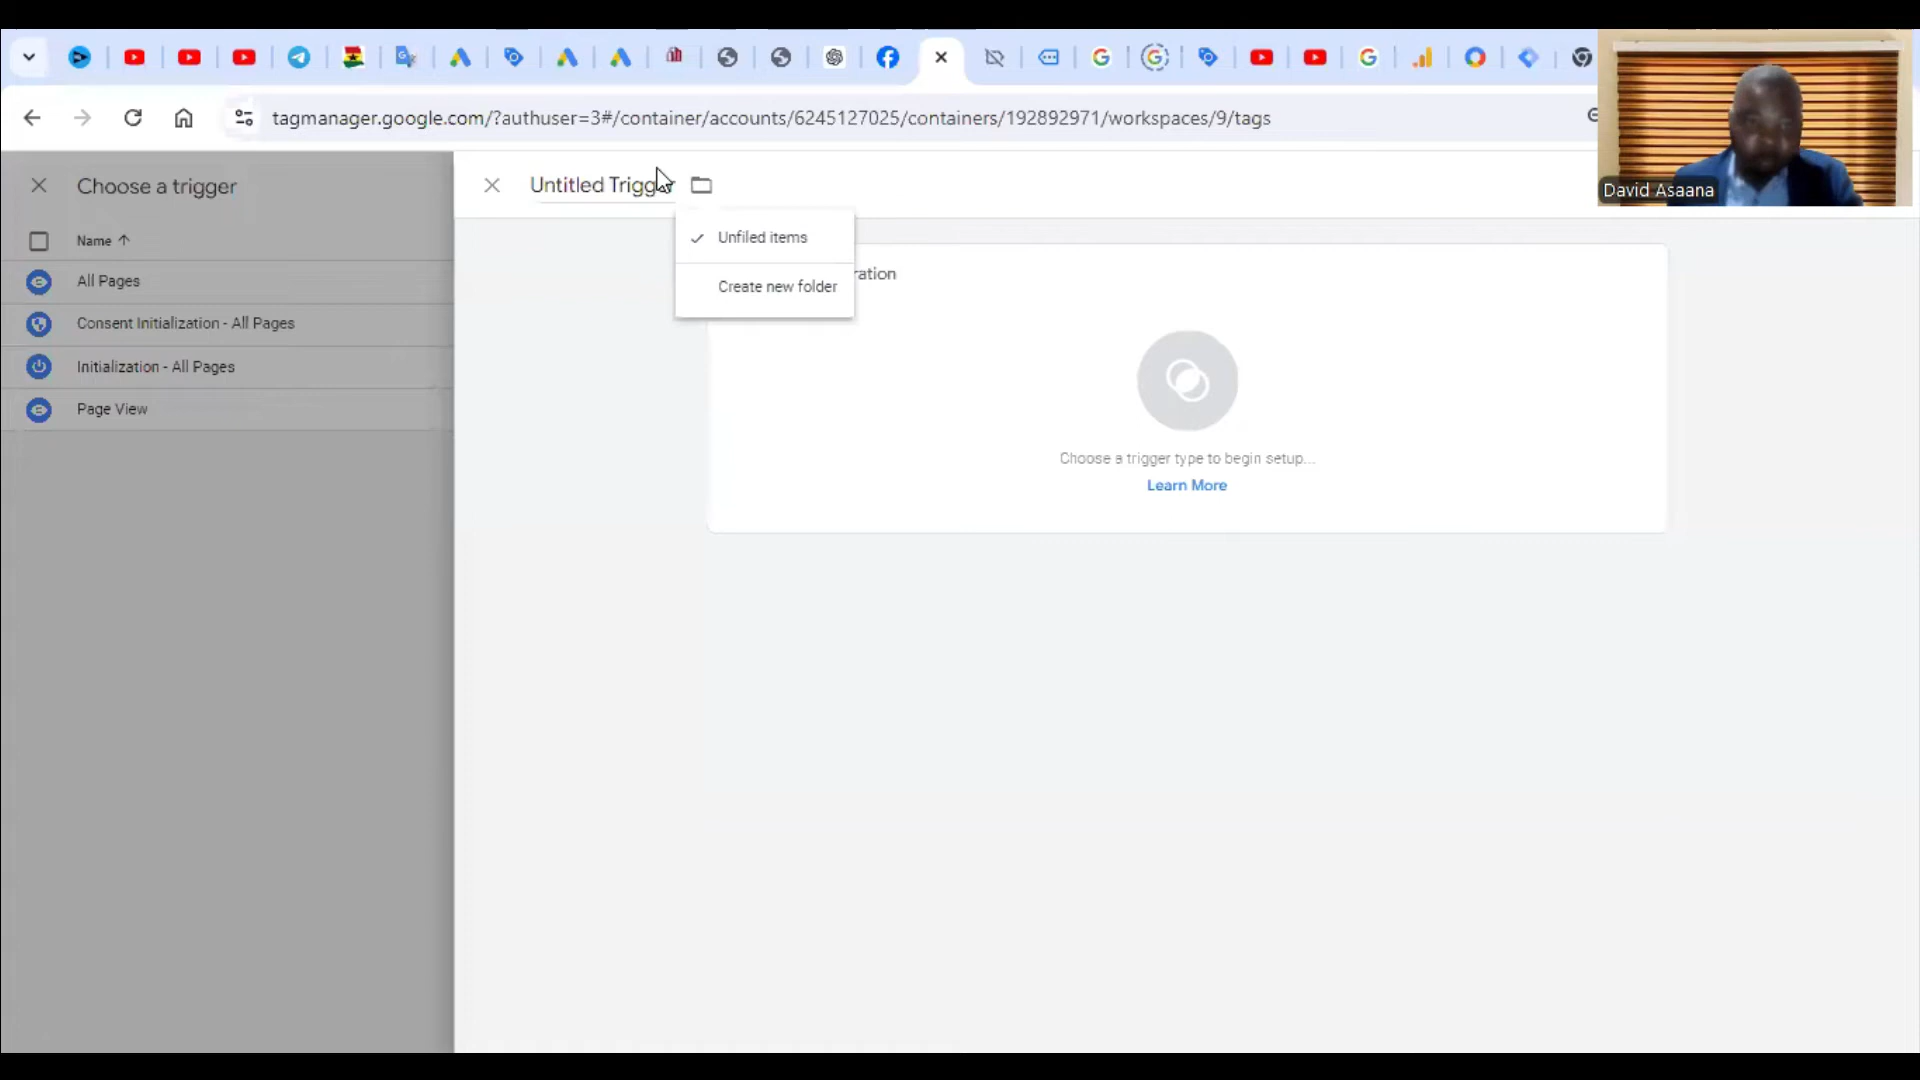 tagmanager.google.com/?authuser=3#/container/accounts/6245127025/containers/192892971/workspaces/9/tags
David Asaana
Choose a trigger
Untitled Trigger
Name
Unfiled items
Create new folder
ration
All Pages
Consent Initialization - All Pages
Initialization - All Pages
Page View
Choose a trigger type to begin setup...
Learn More